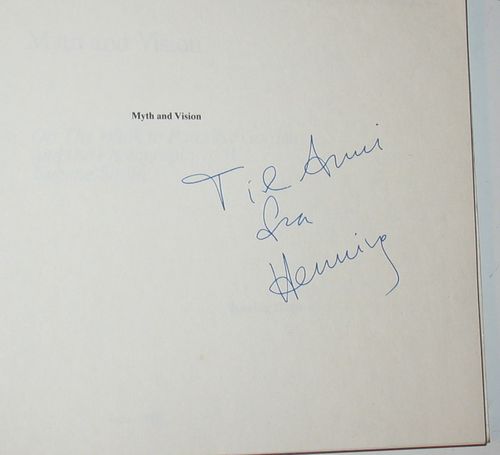 Myth and Vision
Til Anni
fra
Henning